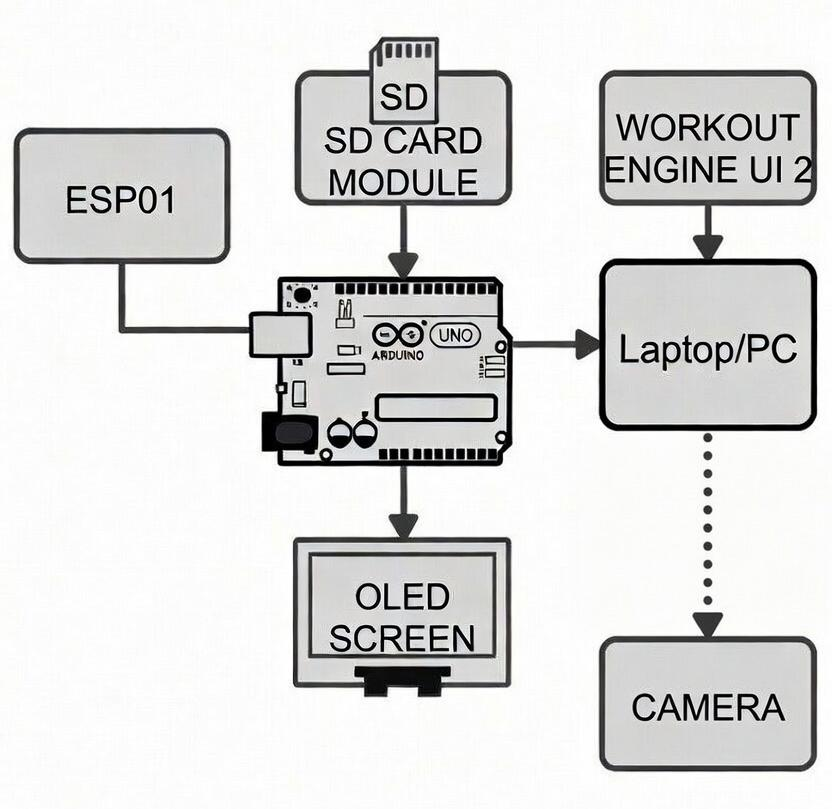 SD
SD CARD
MODULE
WORKOUT
ENGINE UI 2
ESP01
UNO
ARDUINO
Laptop/PC
OLED
SCREEN
CAMERA